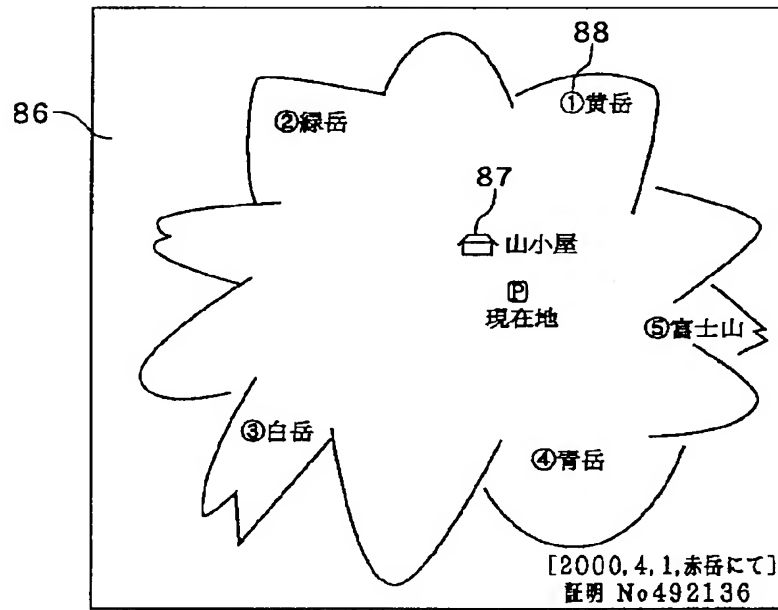 88
86
①黄岳
②緑岳
87
山小屋
P
現在地
⑤富士山
③白岳
④青岳
[2000,4,1,赤岳にて]
証明 No492136